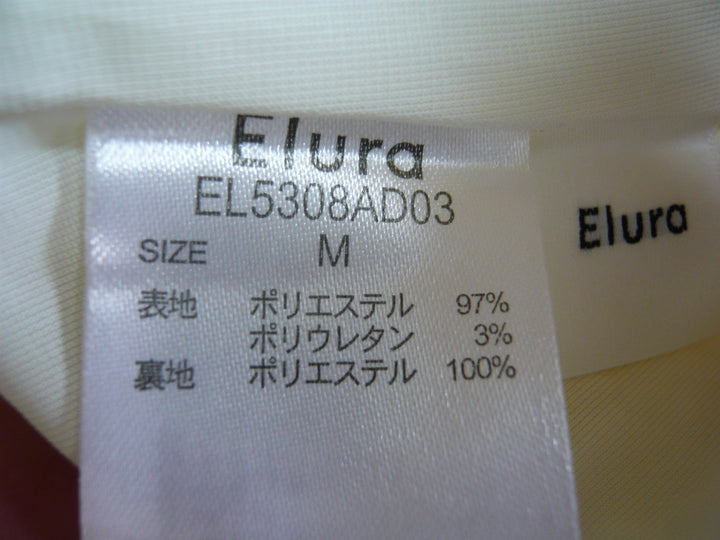 Elura
EL5308AD03
Elura
SIZE M
表地 ポリエステル 97%
ポリウレタン 3%
裏地 ポリエステル 100%